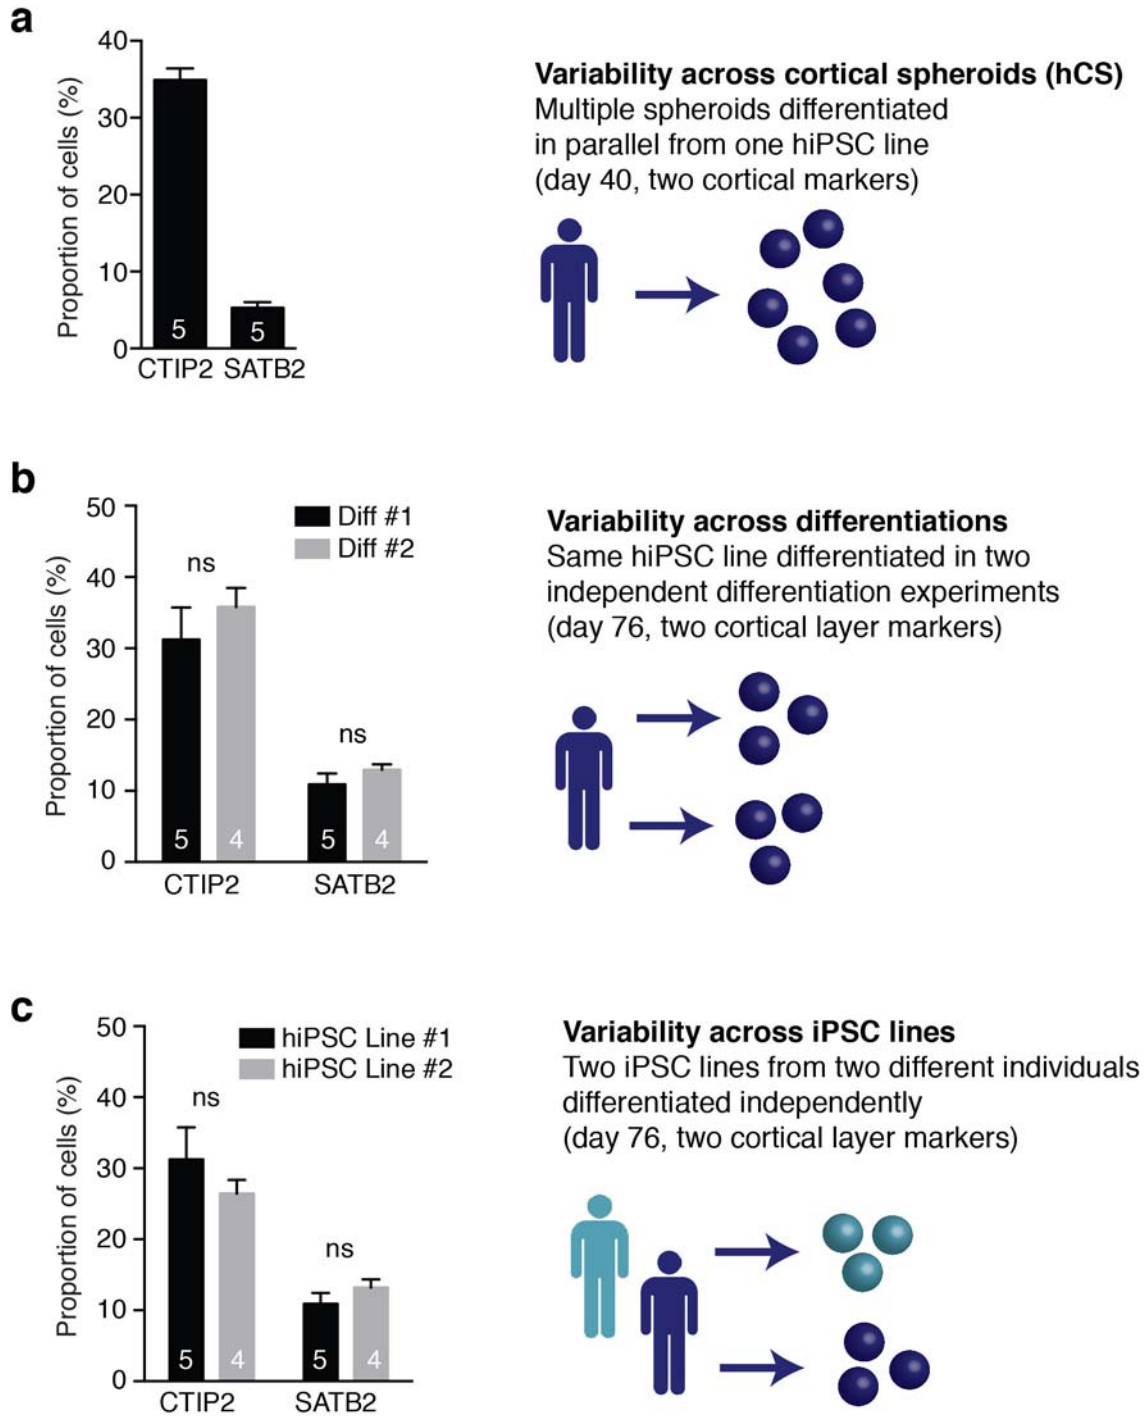 a
Proportion of cells (%)
40
30
20
10
0
5
5
CTIP2 SATB2
Variability across cortical spheroids (hCS)
Multiple spheroids differentiated
in parallel from one hiPSC line
(day 40, two cortical markers)
b
Proportion of cells (%)
50
40
30
20
10
0
Diff #1
Diff #2
ns
ns
5
4
5
4
CTIP2 SATB2
Variability across differentiations
Same hiPSC line differentiated in two
independent differentiation experiments
(day 76, two cortical layer markers)
c
Proportion of cells (%)
50
40
30
20
10
0
hiPSC Line #1
hiPSC Line #2
ns
ns
5
4
5
4
CTIP2 SATB2
Variability across iPSC lines
Two iPSC lines from two different individuals
differentiated independently
(day 76, two cortical layer markers)